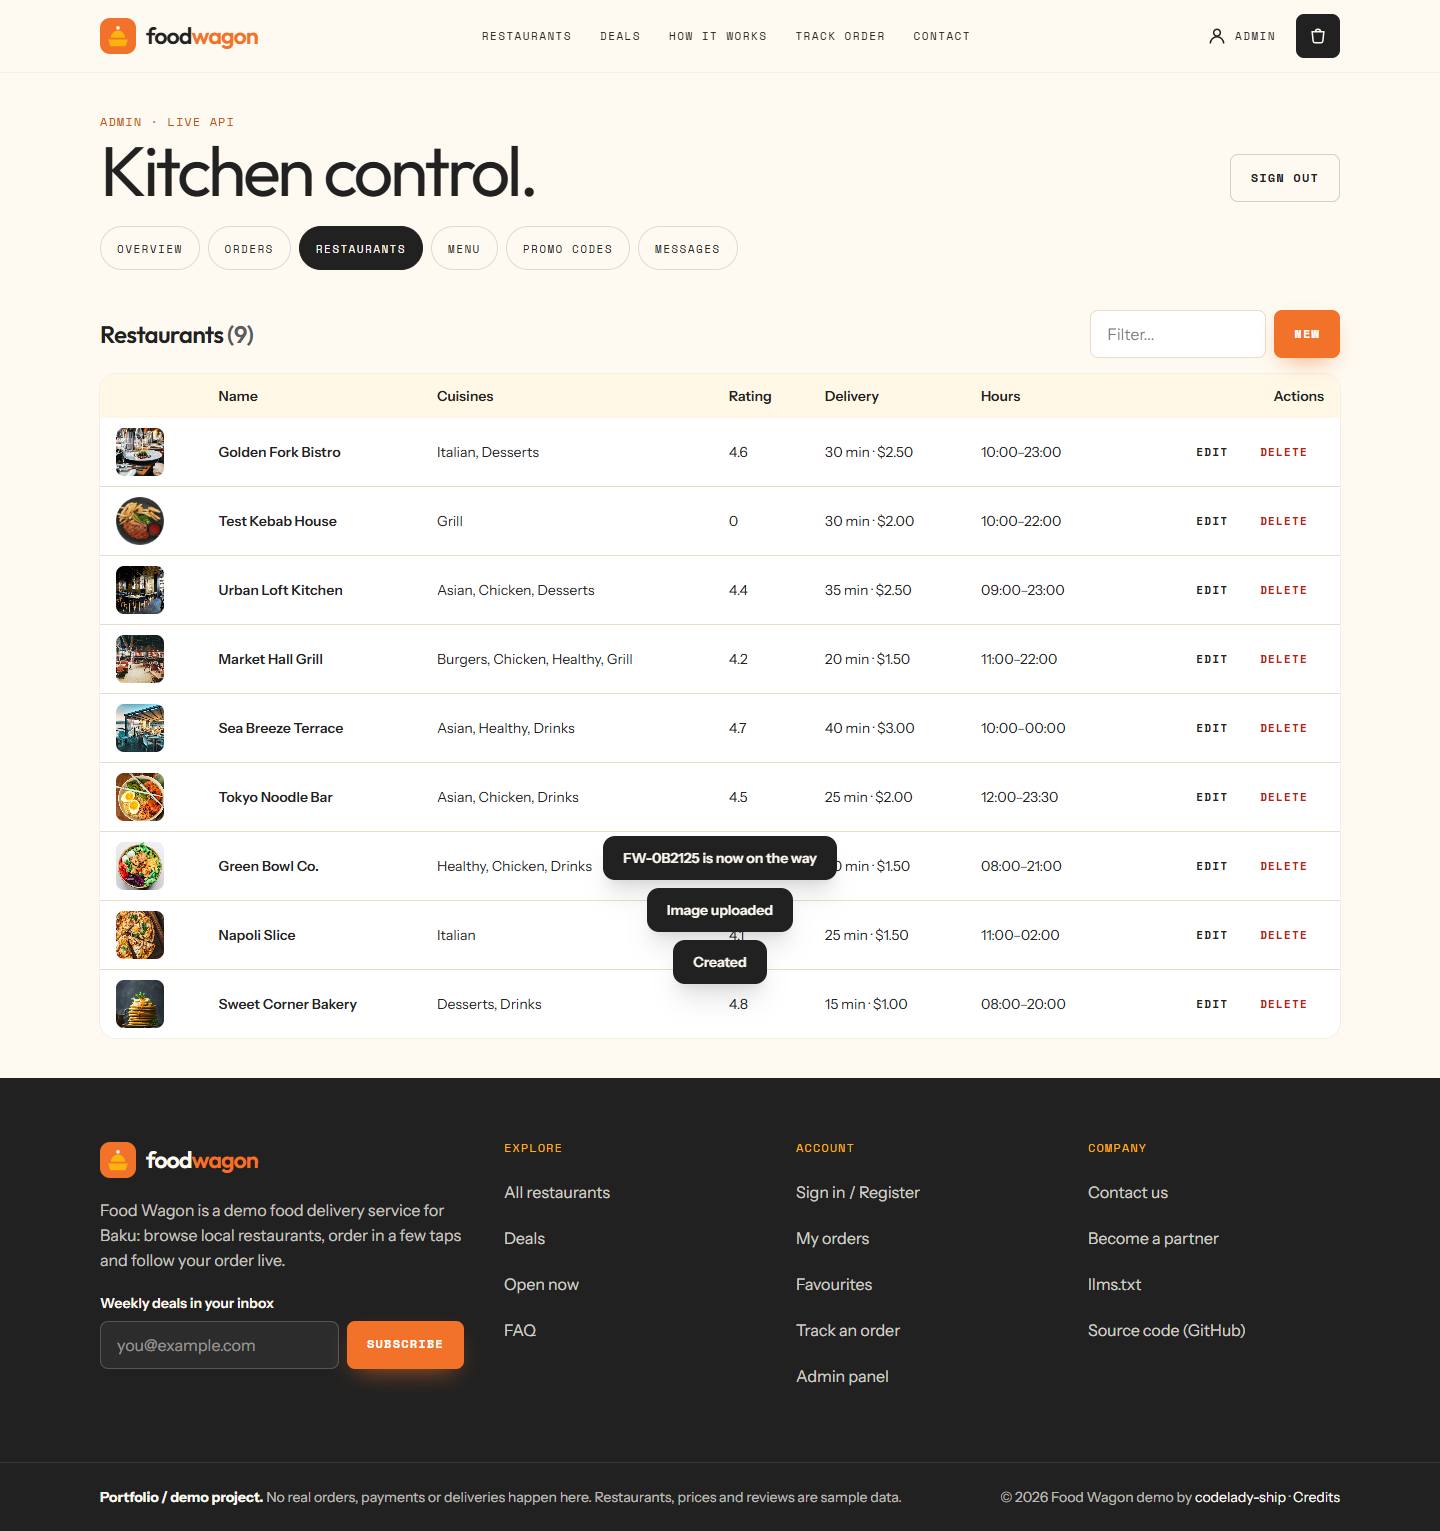 foodwagon
RESTAURANTS DEALS HOW IT WORKS TRACK ORDER CONTACT
ADMIN
ADMIN · LIVE API
Kitchen control.
SIGN OUT
OVERVIEW ORDERS RESTAURANTS MENU PROMO CODES MESSAGES
Restaurants (9)
Filter...
NEW
Name Cuisines Rating Delivery Hours Actions
Golden Fork Bistro Italian, Desserts 4.6 30 min · $2.50 10:00–23:00 EDIT DELETE
Test Kebab House Grill 0 30 min · $2.00 10:00–22:00 EDIT DELETE
Urban Loft Kitchen Asian, Chicken, Desserts 4.4 35 min · $2.50 09:00–23:00 EDIT DELETE
Market Hall Grill Burgers, Chicken, Healthy, Grill 4.2 20 min · $1.50 11:00–22:00 EDIT DELETE
Sea Breeze Terrace Asian, Healthy, Drinks 4.7 40 min · $3.00 10:00–00:00 EDIT DELETE
Tokyo Noodle Bar Asian, Chicken, Drinks 4.5 25 min · $2.00 12:00–23:30 EDIT DELETE
Green Bowl Co. Healthy, Chicken, Drinks min · $1.50 08:00–21:00 EDIT DELETE
FW-0B2125 is now on the way
Image uploaded
Napoli Slice Italian 25 min · $1.50 11:00–02:00 EDIT DELETE
Created
Sweet Corner Bakery Desserts, Drinks 4.8 15 min · $1.00 08:00–20:00 EDIT DELETE
foodwagon
Food Wagon is a demo food delivery service for
Baku: browse local restaurants, order in a few taps
and follow your order live.
Weekly deals in your inbox
you@example.com
SUBSCRIBE
EXPLORE
All restaurants
Deals
Open now
FAQ
ACCOUNT
Sign in / Register
My orders
Favourites
Track an order
Admin panel
COMPANY
Contact us
Become a partner
llms.txt
Source code (GitHub)
Portfolio / demo project. No real orders, payments or deliveries happen here. Restaurants, prices and reviews are sample data.
© 2026 Food Wagon demo by codelady-ship · Credits